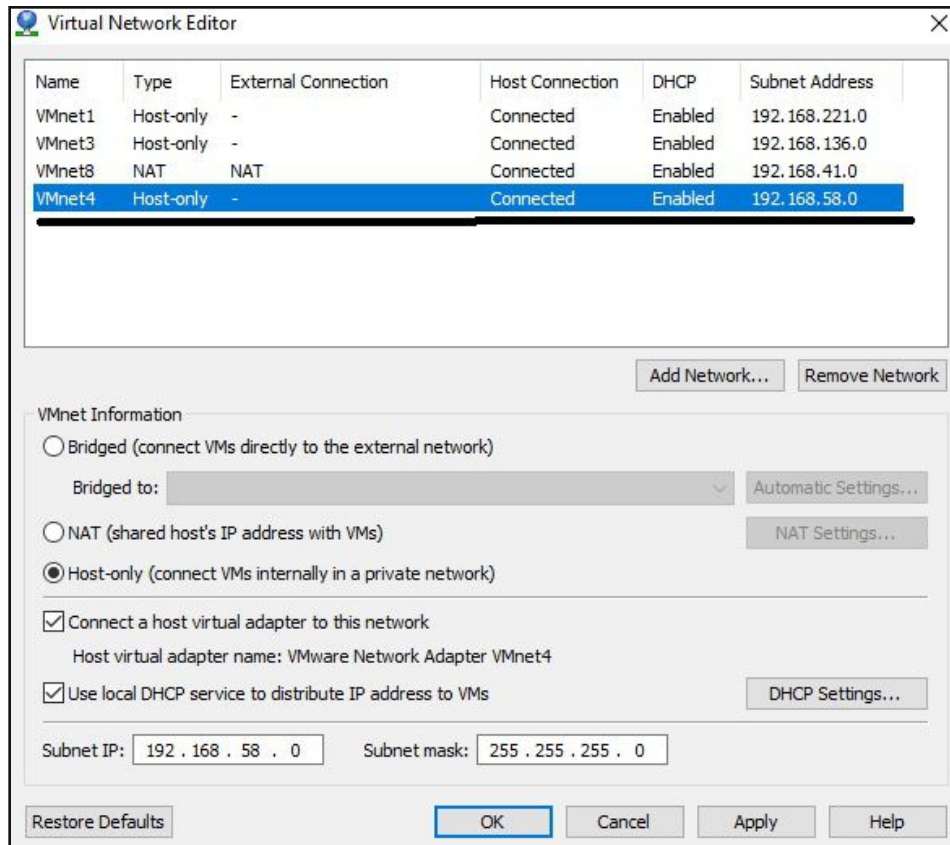 Virtual Network Editor
Name Type External Connection Host Connection DHCP Subnet Address
VMnet1 Host-only - Connected Enabled 192.168.221.0
VMnet3 Host-only - Connected Enabled 192.168.136.0
VMnet8 NAT NAT Connected Enabled 192.168.41.0
VMnet4 Host-only - Connected Enabled 192.168.58.0
Add Network... Remove Network
VMnet Information
Bridged (connect VMs directly to the external network)
Bridged to: Automatic Settings...
NAT (shared host's IP address with VMs) NAT Settings...
Host-only (connect VMs internally in a private network)
Connect a host virtual adapter to this network
Host virtual adapter name: VMware Network Adapter VMnet4
Use local DHCP service to distribute IP address to VMs DHCP Settings...
Subnet IP: 192 . 168 . 58 . 0 Subnet mask: 255 . 255 . 255 . 0
Restore Defaults OK Cancel Apply Help